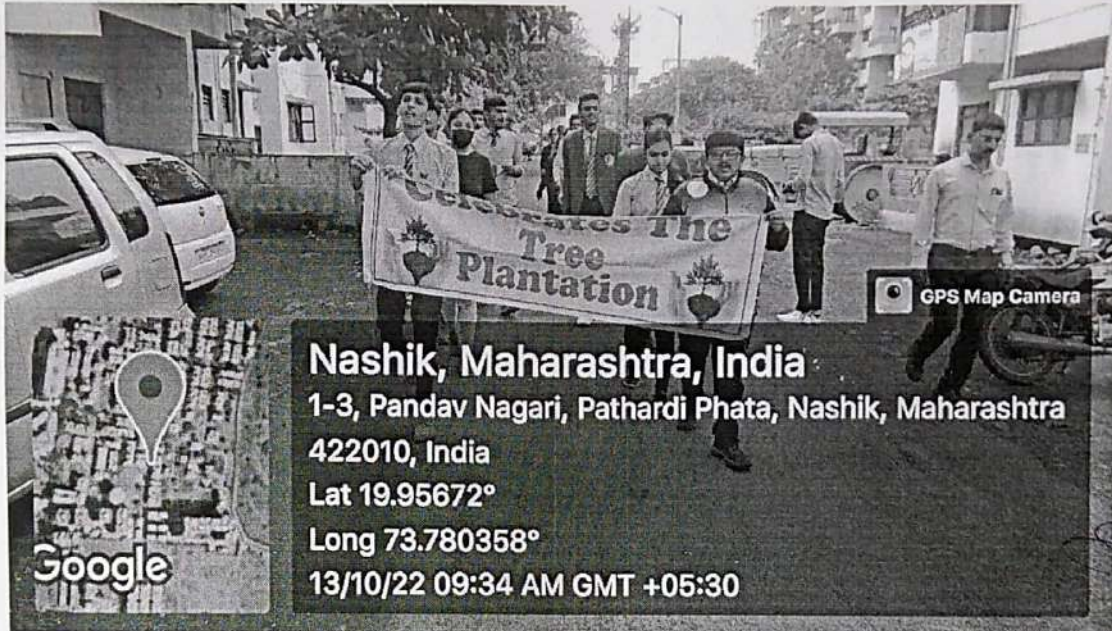 Celebrates The
Tree
Plantation
GPS Map Camera
Nashik, Maharashtra, India
1-3, Pandav Nagari, Pathardi Phata, Nashik, Maharashtra
422010, India
Lat 19.95672°
Long 73.780358°
13/10/22 09:34 AM GMT +05:30
Google